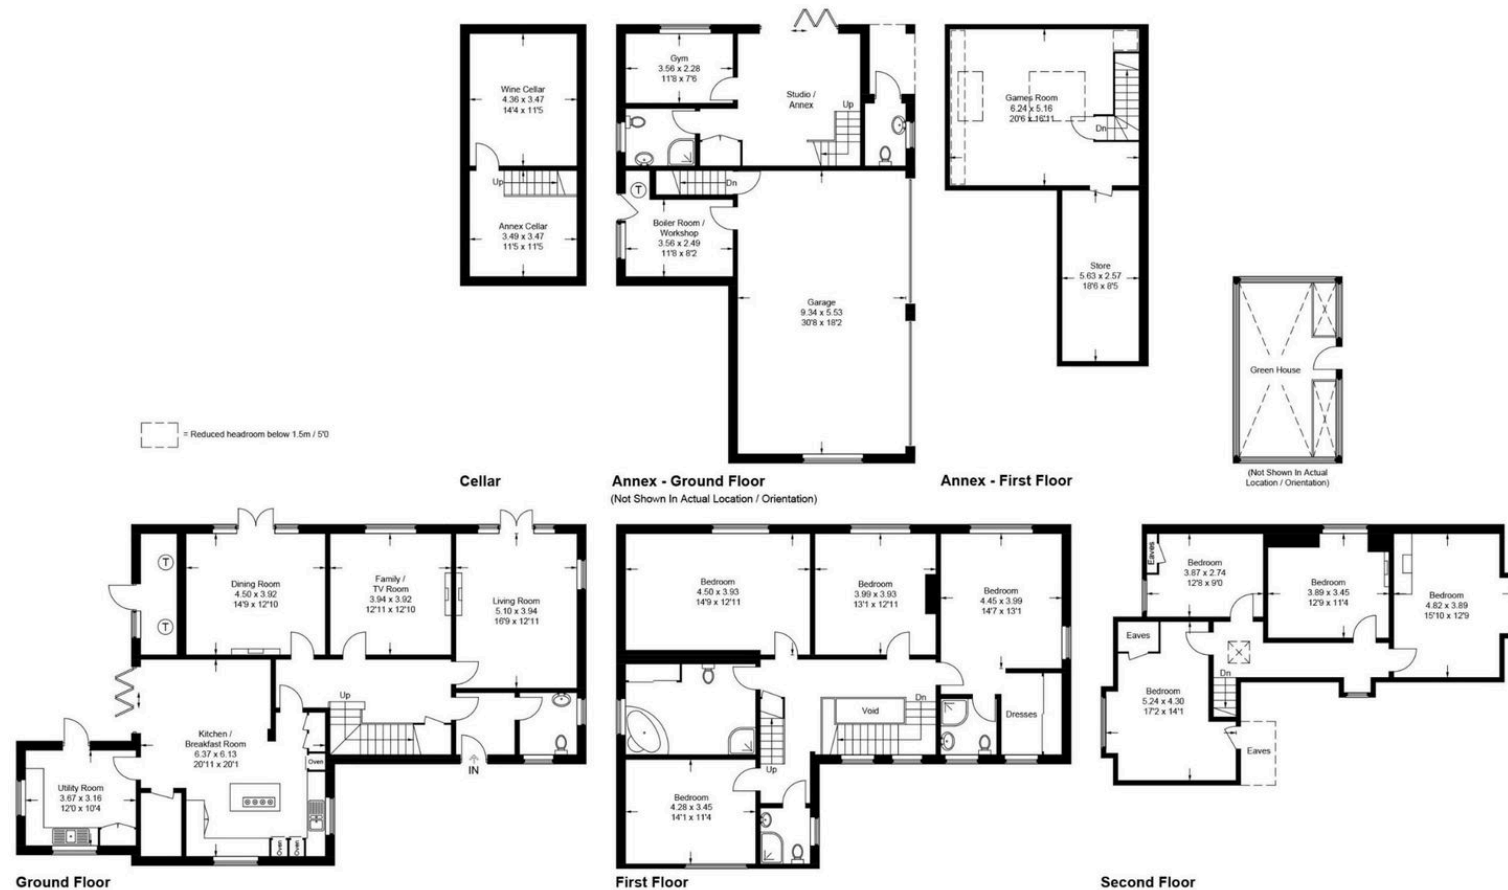 Wine Cellar
4.36 x 3.47
14'4 x 11'5
Up
Annex Cellar
3.49 x 3.47
11'5 x 11'5
Cellar
Gym
3.56 x 2.28
11'8 x 7'6
Studio /
Annex
Up
Dn
T
Boiler Room /
Workshop
3.56 x 2.49
11'8 x 8'2
Garage
9.34 x 5.53
30'8 x 18'2
Annex - Ground Floor
(Not Shown In Actual Location / Orientation)
Games Room
6.24 x 5.16
20'6 x 16'11
Dn
Store
5.63 x 2.57
18'6 x 8'5
Annex - First Floor
Green House
(Not Shown In Actual
Location / Orientation)
= Reduced headroom below 1.5m / 5'0
T
T
Dining Room
4.50 x 3.92
14'9 x 12'10
Family /
TV Room
3.94 x 3.92
12'11 x 12'10
Living Room
5.10 x 3.94
16'9 x 12'11
Up
Kitchen /
Breakfast Room
6.37 x 6.13
20'11 x 20'1
Oven
IN
Utility Room
3.67 x 3.16
12'0 x 10'4
Oven
Oven
Ground Floor
Bedroom
4.50 x 3.93
14'9 x 12'11
Bedroom
3.99 x 3.93
13'1 x 12'11
Bedroom
4.45 x 3.99
14'7 x 13'1
Dn
Void
Dresses
Up
Bedroom
4.28 x 3.45
14'1 x 11'4
First Floor
Eaves
Bedroom
3.87 x 2.74
12'8 x 9'0
Bedroom
3.89 x 3.45
12'9 x 11'4
Bedroom
4.82 x 3.89
15'10 x 12'9
Eaves
Dn
Bedroom
5.24 x 4.30
17'2 x 14'1
Eaves
Second Floor